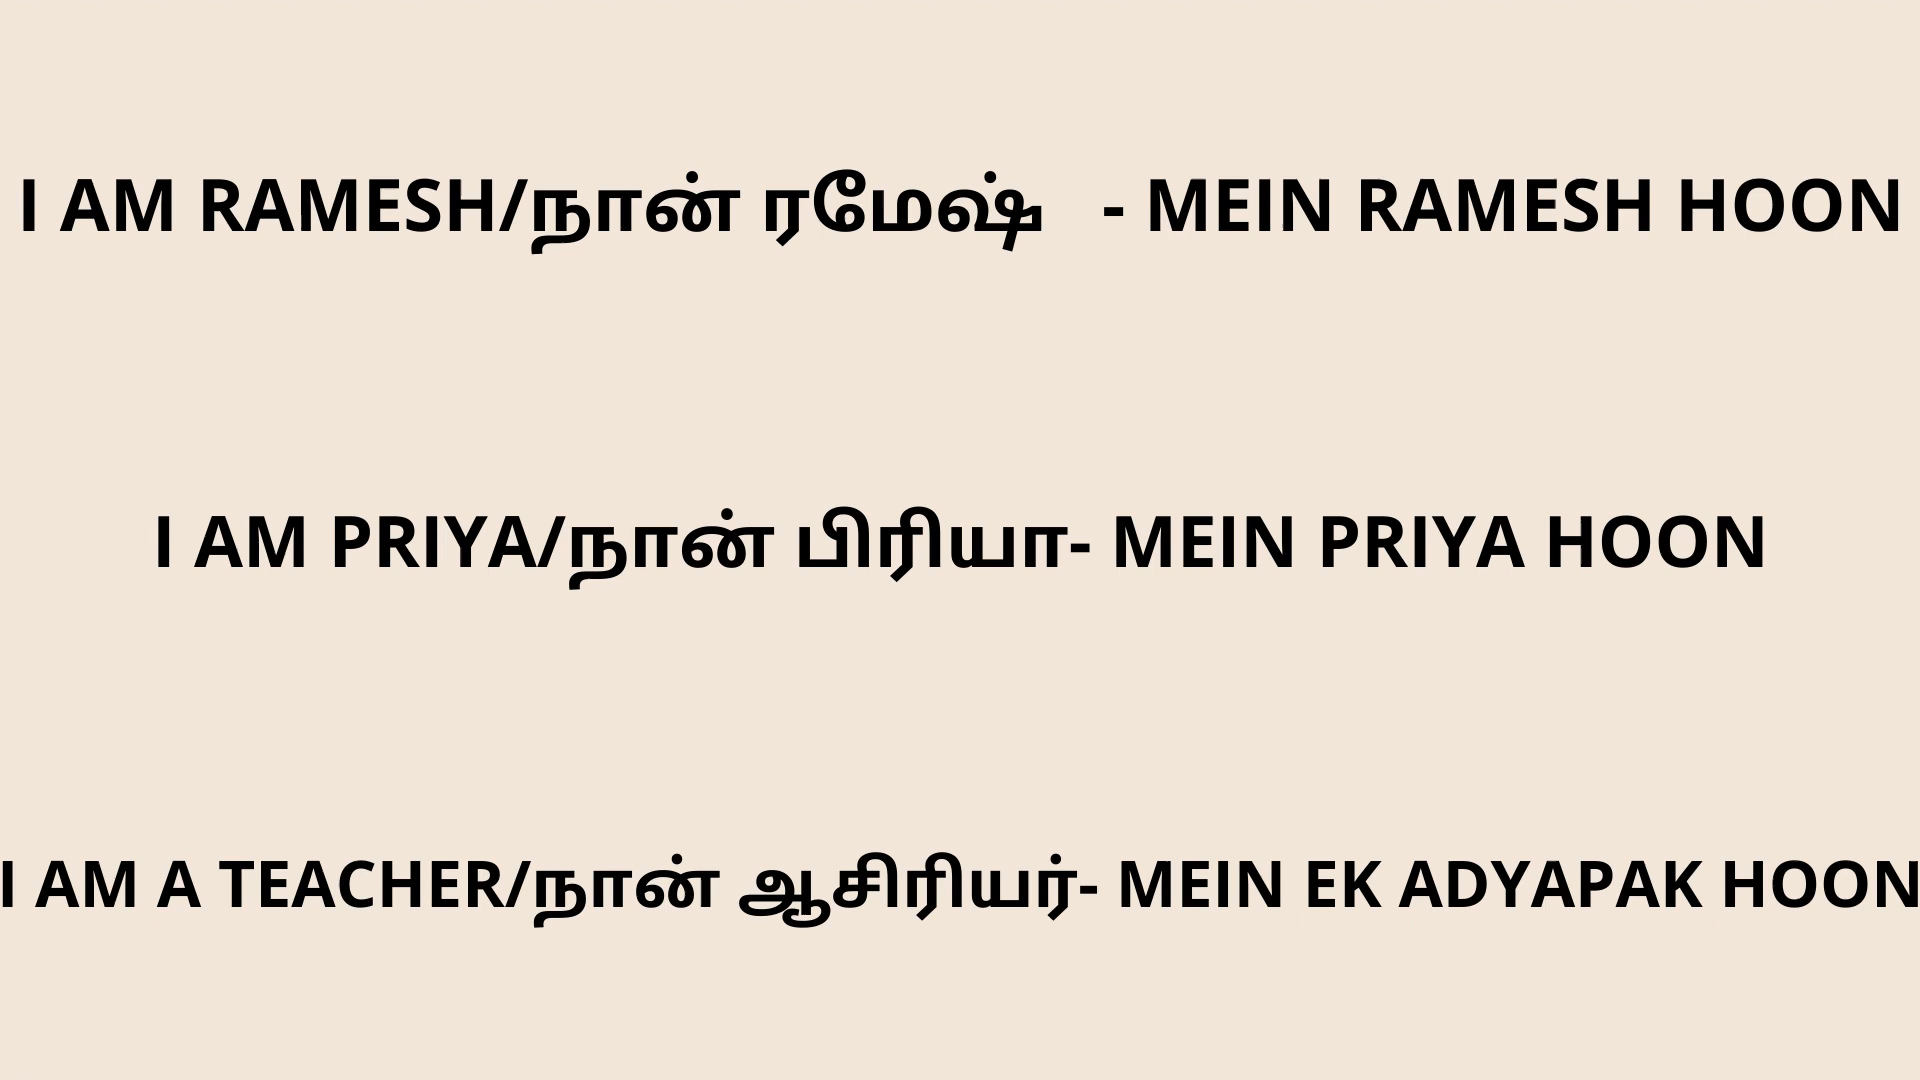 I AM RAMESH/நான் ரமேஷ்   - MEIN RAMESH HOON
I AM PRIYA/நான் பிரியா- MEIN PRIYA HOON
I AM A TEACHER/நான் ஆசிரியர்- MEIN EK ADYAPAK HOON